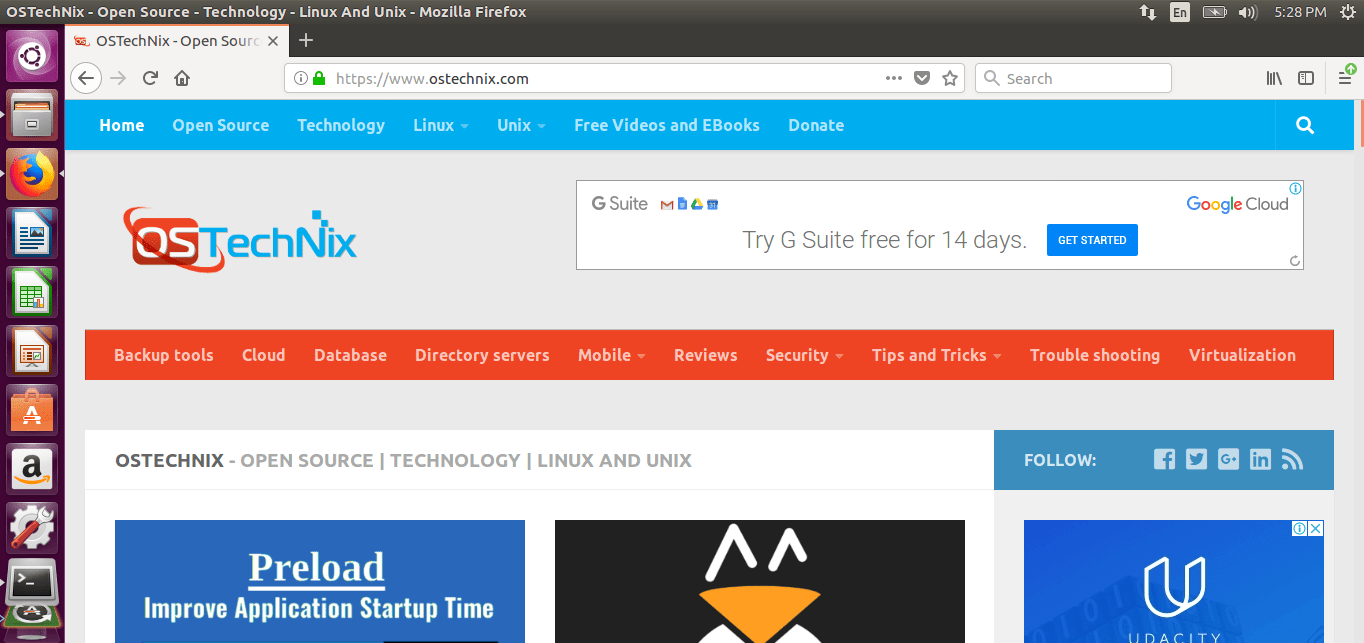 OSTechNix - Open Source - Technology - Linux And Unix - Mozilla Firefox
En
5:28 PM
OSTechNix - Open Sourc
https://www.ostechnix.com
Search
Home Open Source Technology Linux Unix Free Videos and EBooks Donate
OSTechNix
G Suite
Google Cloud
Try G Suite free for 14 days.
GET STARTED
Backup tools Cloud Database Directory servers Mobile Reviews Security Tips and Tricks Trouble shooting Virtualization
OSTECHNIX - OPEN SOURCE | TECHNOLOGY | LINUX AND UNIX
FOLLOW:
Preload
Improve Application Startup Time
UDACITY